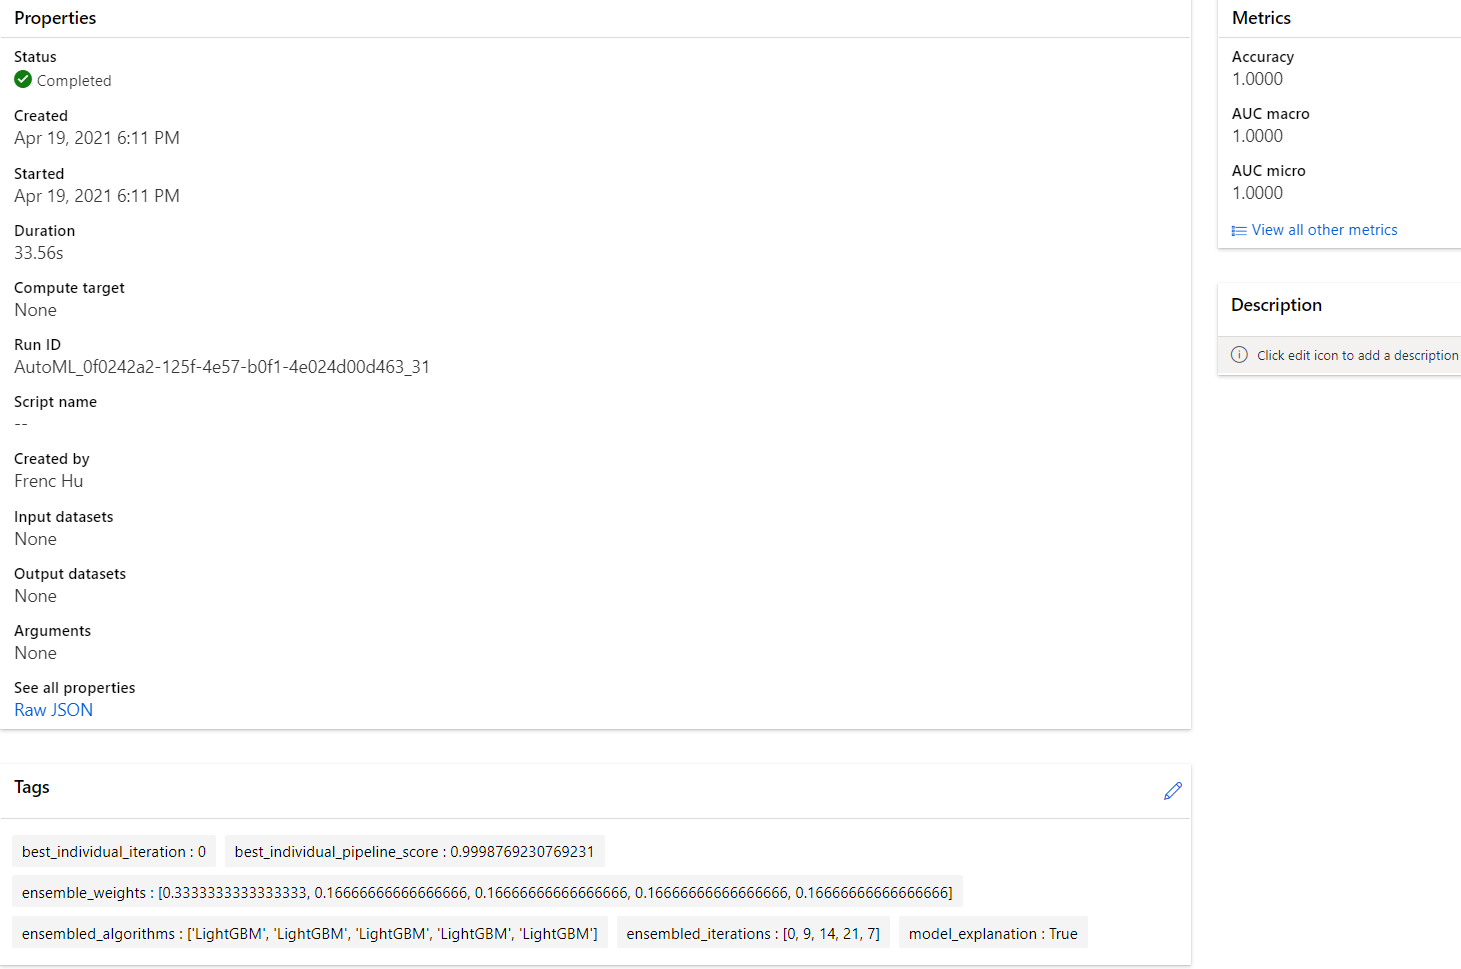 Properties
Status
Completed
Created
Apr 19, 2021 6:11 PM
Started
Apr 19, 2021 6:11 PM
Duration
33.56s
Compute target
None
Run ID
AutoML_0f0242a2-125f-4e57-b0f1-4e024d00d463_31
Script name
--
Created by
Frenc Hu
Input datasets
None
Output datasets
None
Arguments
None
See all properties
Raw JSON
Metrics
Accuracy
1.0000
AUC macro
1.0000
AUC micro
1.0000
View all other metrics
Description
Click edit icon to add a description
Tags
best_individual_iteration : 0 best_individual_pipeline_score : 0.9998769230769231
ensemble_weights : [0.3333333333333333, 0.16666666666666666, 0.16666666666666666, 0.16666666666666666, 0.16666666666666666]
ensembled_algorithms : ['LightGBM', 'LightGBM', 'LightGBM', 'LightGBM', 'LightGBM'] ensembled_iterations : [0, 9, 14, 21, 7] model_explanation : True